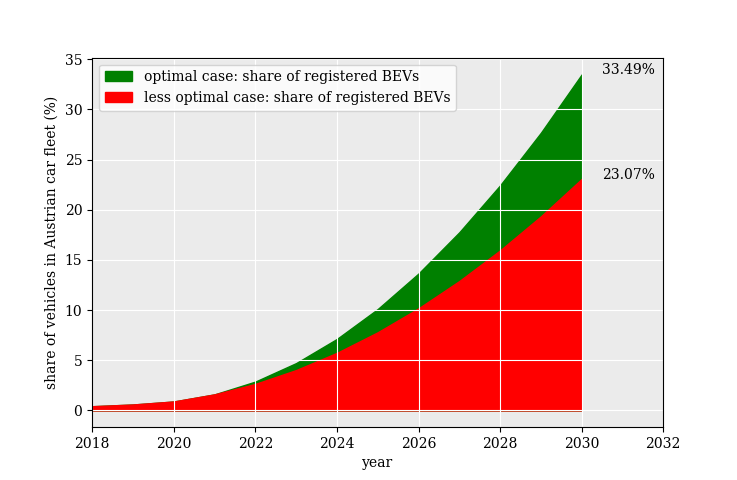 optimal case: share of registered BEVs
less optimal case: share of registered BEVs
33.49%
23.07%
share of vehicles in Austrian car fleet (%)
35
30
25
20
15
10
5
0
2018 2020 2022 2024 2026 2028 2030 2032
year